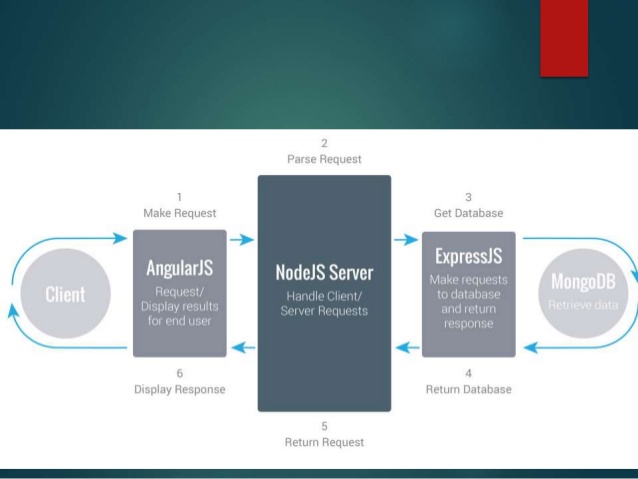 2
Parse Request
1
Make Request
3
Get Database
Client
AngularJS
Request/
Display results
for end user
NodeJS Server
Handle Client/
Server Requests
ExpressJS
Make requests
to database
and return
response
MongoDB
Retrieve data
6
Display Response
4
Return Database
5
Return Request